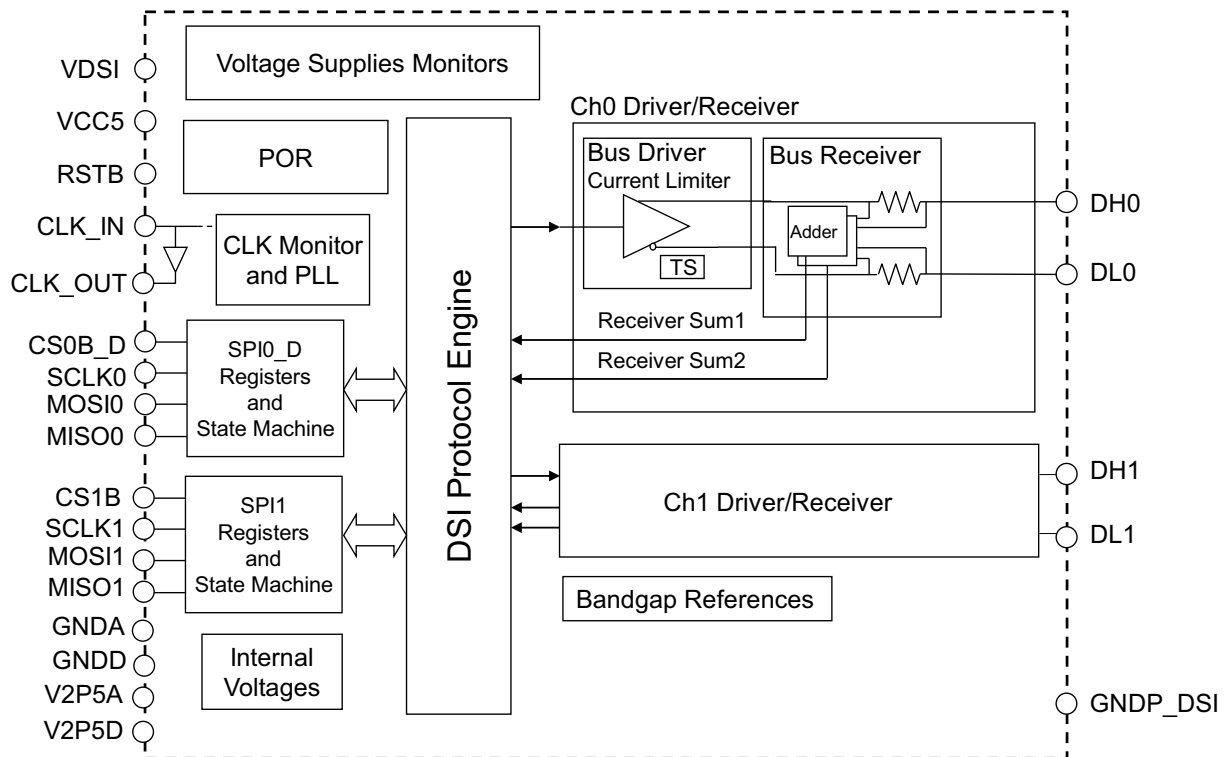 VDSI
VCC5
RSTB
CLK_IN
CLK_OUT
CS0B_D
SCLK0
MOSI0
MISO0
CS1B
SCLK1
MOSI1
MISO1
GNDA
GNDD
V2P5A
V2P5D
Voltage Supplies Monitors
POR
CLK Monitor
and PLL
SPI0_D
Registers
and
State Machine
SPI1
Registers
and
State Machine
Internal
Voltages
DSI Protocol Engine
Ch0 Driver/Receiver
Bus Driver
Current Limiter
TS
Bus Receiver
Adder
Receiver Sum1
Receiver Sum2
Ch1 Driver/Receiver
Bandgap References
DH0
DL0
DH1
DL1
GNDP_DSI